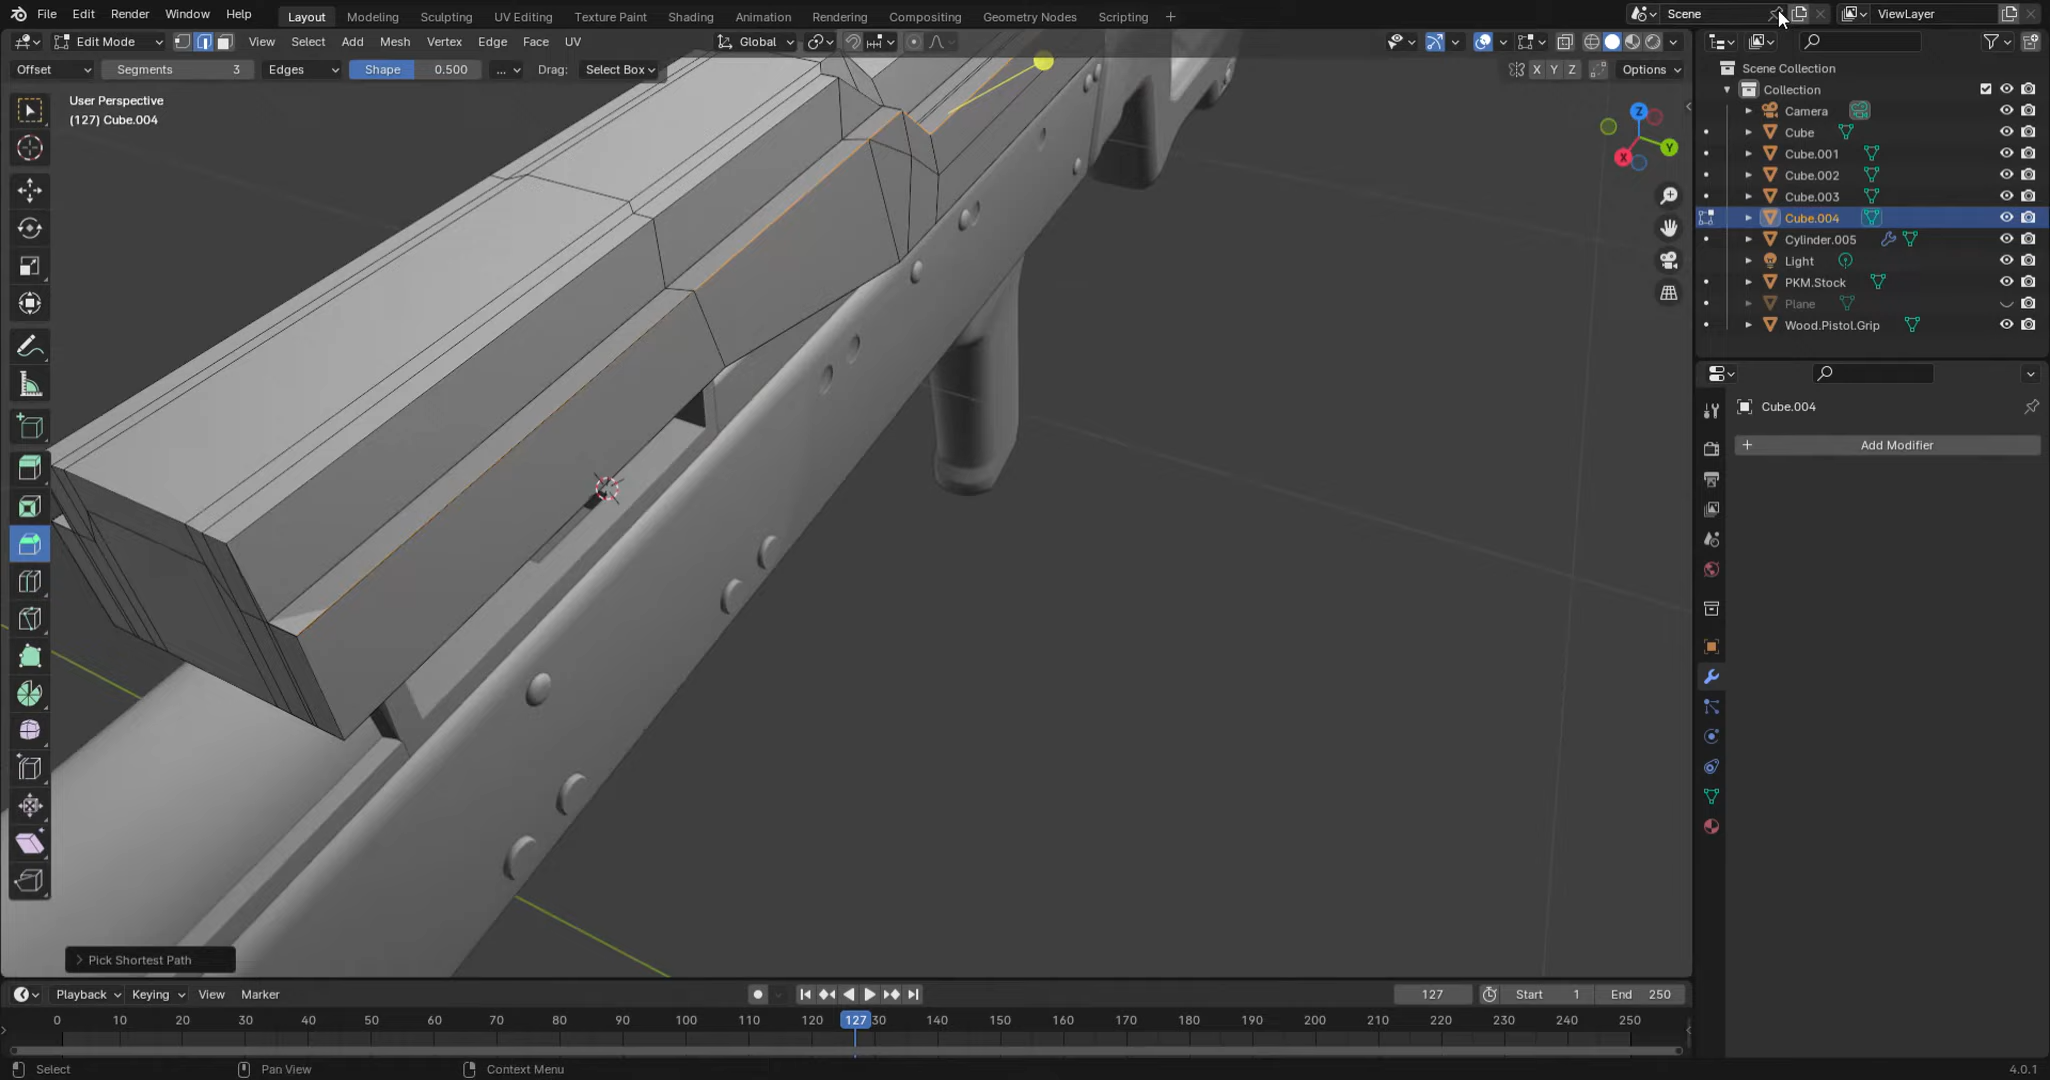 File Edit Render Window Help Layout Modeling Sculpting UV Editing Texture Paint Shading Animation Rendering Compositing Geometry Nodes Scripting + Scene ViewLayer
Edit Mode View Select Add Mesh Vertex Edge Face UV Global
Offset Segments 3 Edges Shape 0.500 ... Drag: Select Box X Y Z Options
User Perspective
(127) Cube.004
Z
Y
X
Scene Collection
Collection
Camera
Cube
Cube.001
Cube.002
Cube.003
Cube.004
Cylinder.005
Light
PKM.Stock
Plane
Wood.Pistol.Grip
Cube.004
+ Add Modifier
> Pick Shortest Path
Playback Keying View Marker 127 Start 1 End 250
0 10 20 30 40 50 60 70 80 90 100 110 120 127 30 140 150 160 170 180 190 200 210 220 230 240 250
Select Pan View Context Menu 4.0.1